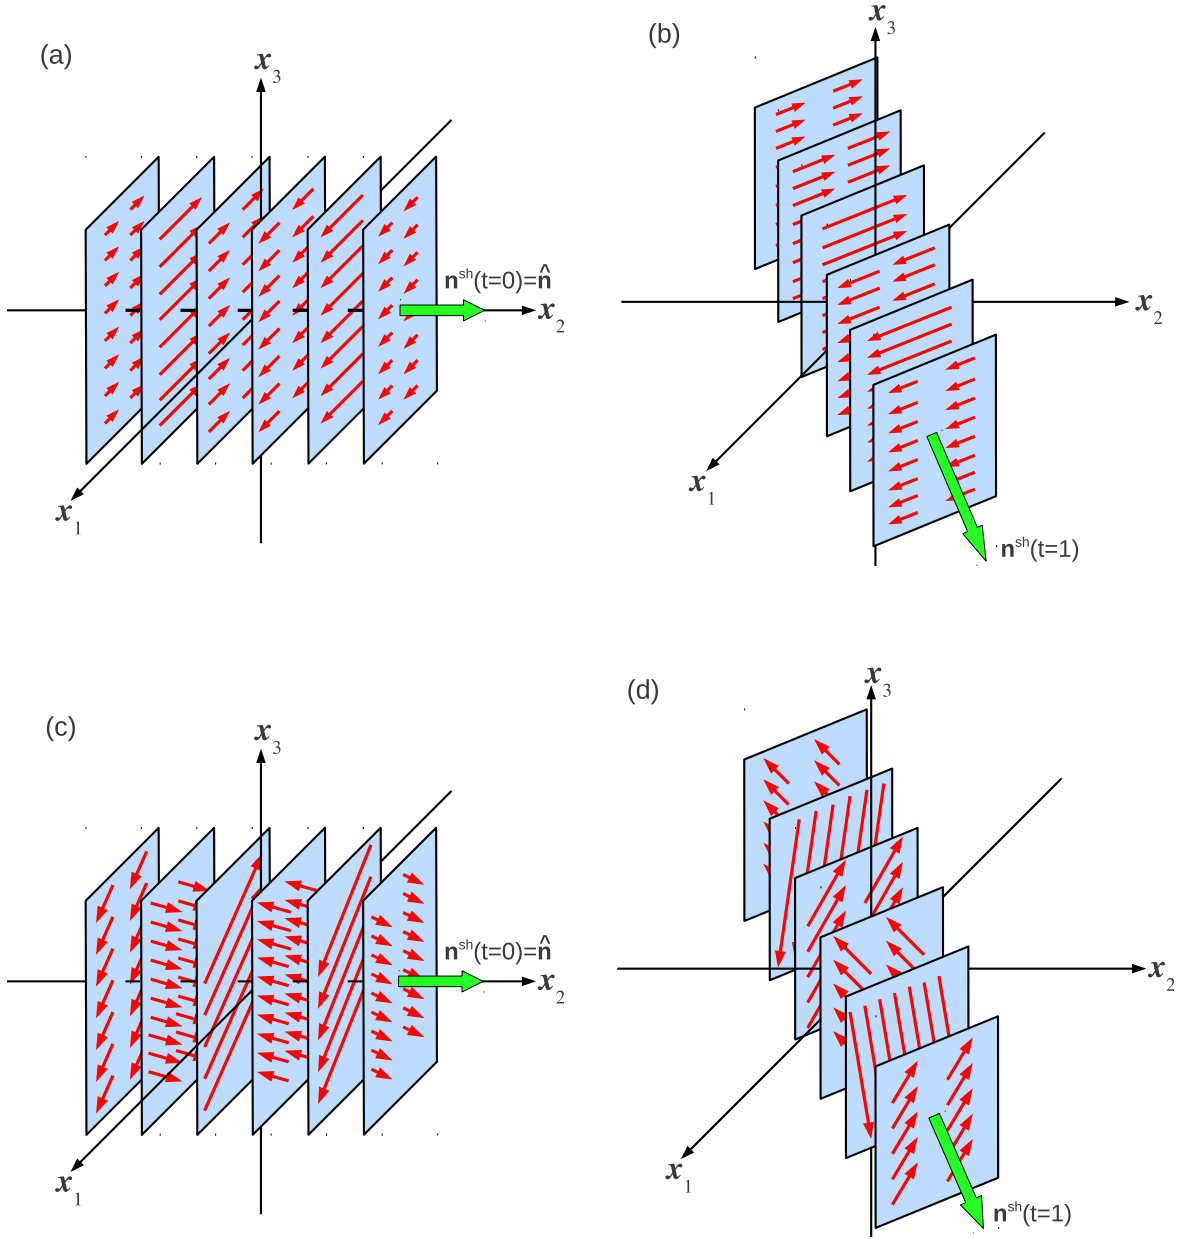 (a)
x3
nsh(t=0)=n̂
x2
x1
(b)
x3
x2
x1
nsh(t=1)
(c)
x3
nsh(t=0)=n̂
x2
x1
(d)
x3
x2
x1
nsh(t=1)